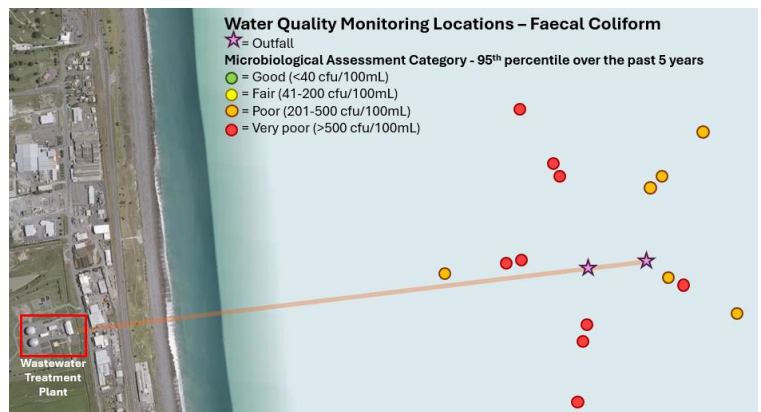 Water Quality Monitoring Locations – Faecal Coliform
= Outfall
Microbiological Assessment Category - 95th percentile over the past 5 years
= Good (<40 cfu/100mL)
= Fair (41-200 cfu/100mL)
= Poor (201-500 cfu/100mL)
= Very poor (>500 cfu/100mL)
Wastewater
Treatment
Plant